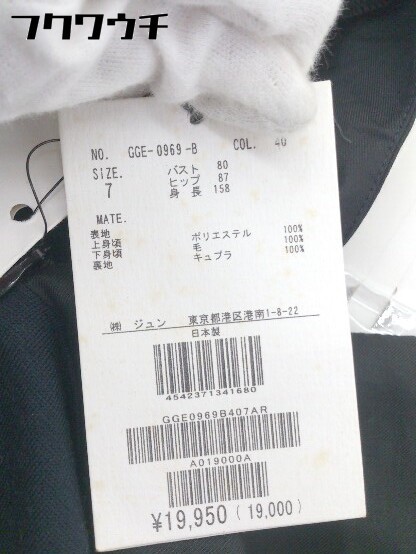 フクワウチ
NO. GGE-0969-B COL. 40
SIZE. バスト 80
7 ヒップ 87
身長 158
MATE.
表地
上身頃 ポリエステル 100%
下身頃 毛 100%
裏地 キュプラ 100%
㈱ ジュン 東京都港区港南1-8-22
日本製
4542371341680
GGE0969B407AR
A019000A
¥19,950 (19,000)